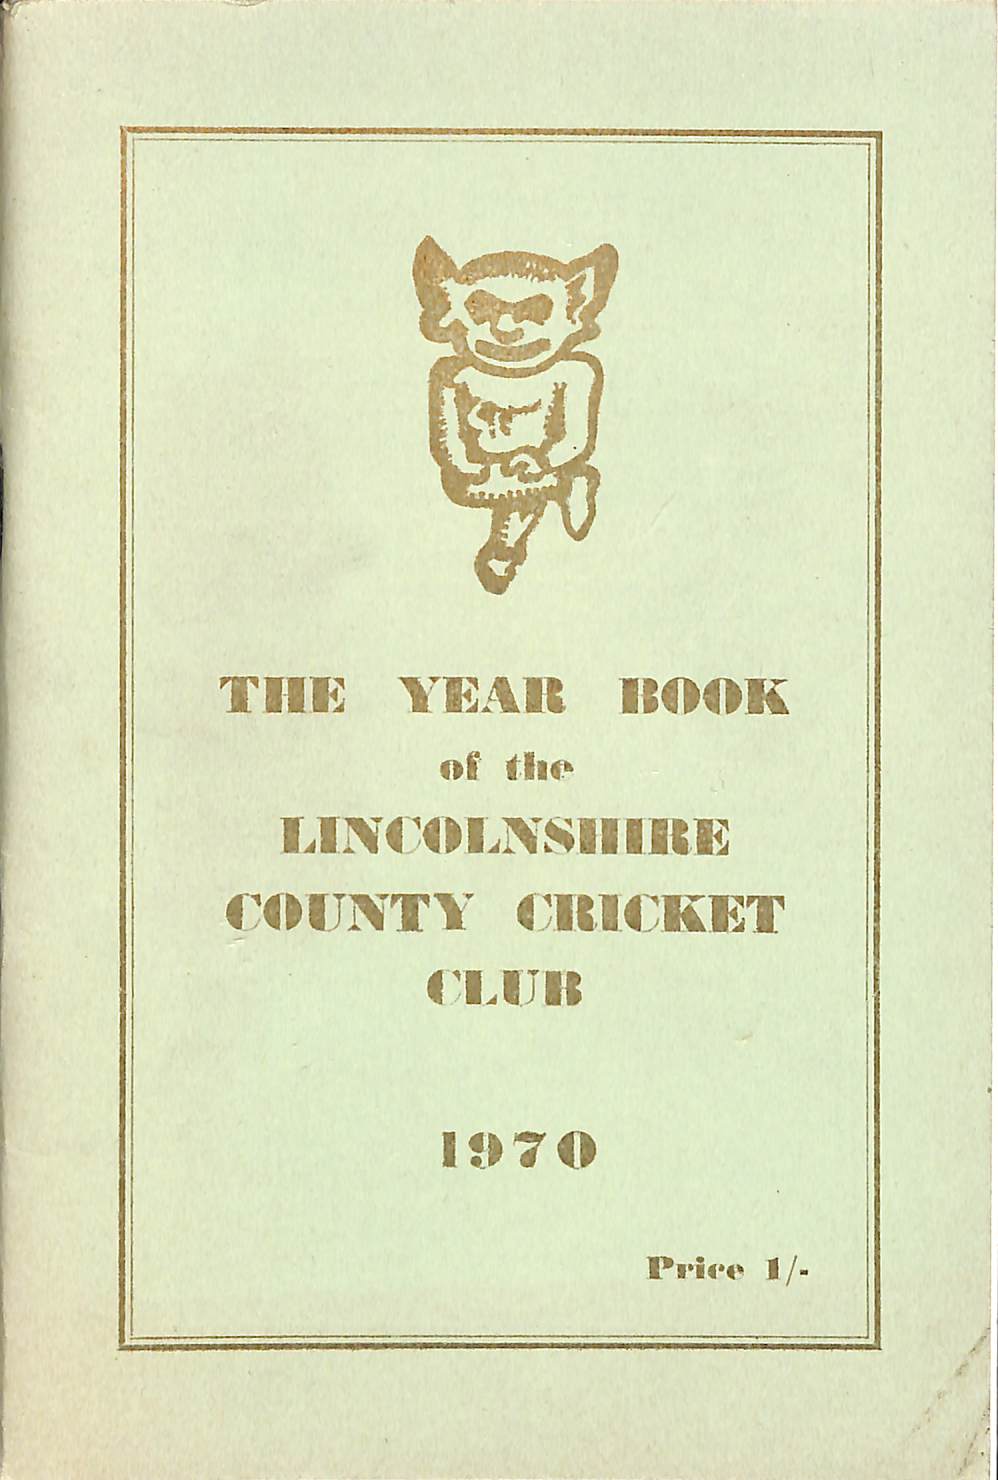 THE YEAR BOOK
of the
LINCOLNSHIRE
COUNTY CRICKET
CLUB
1970
Price 1/-